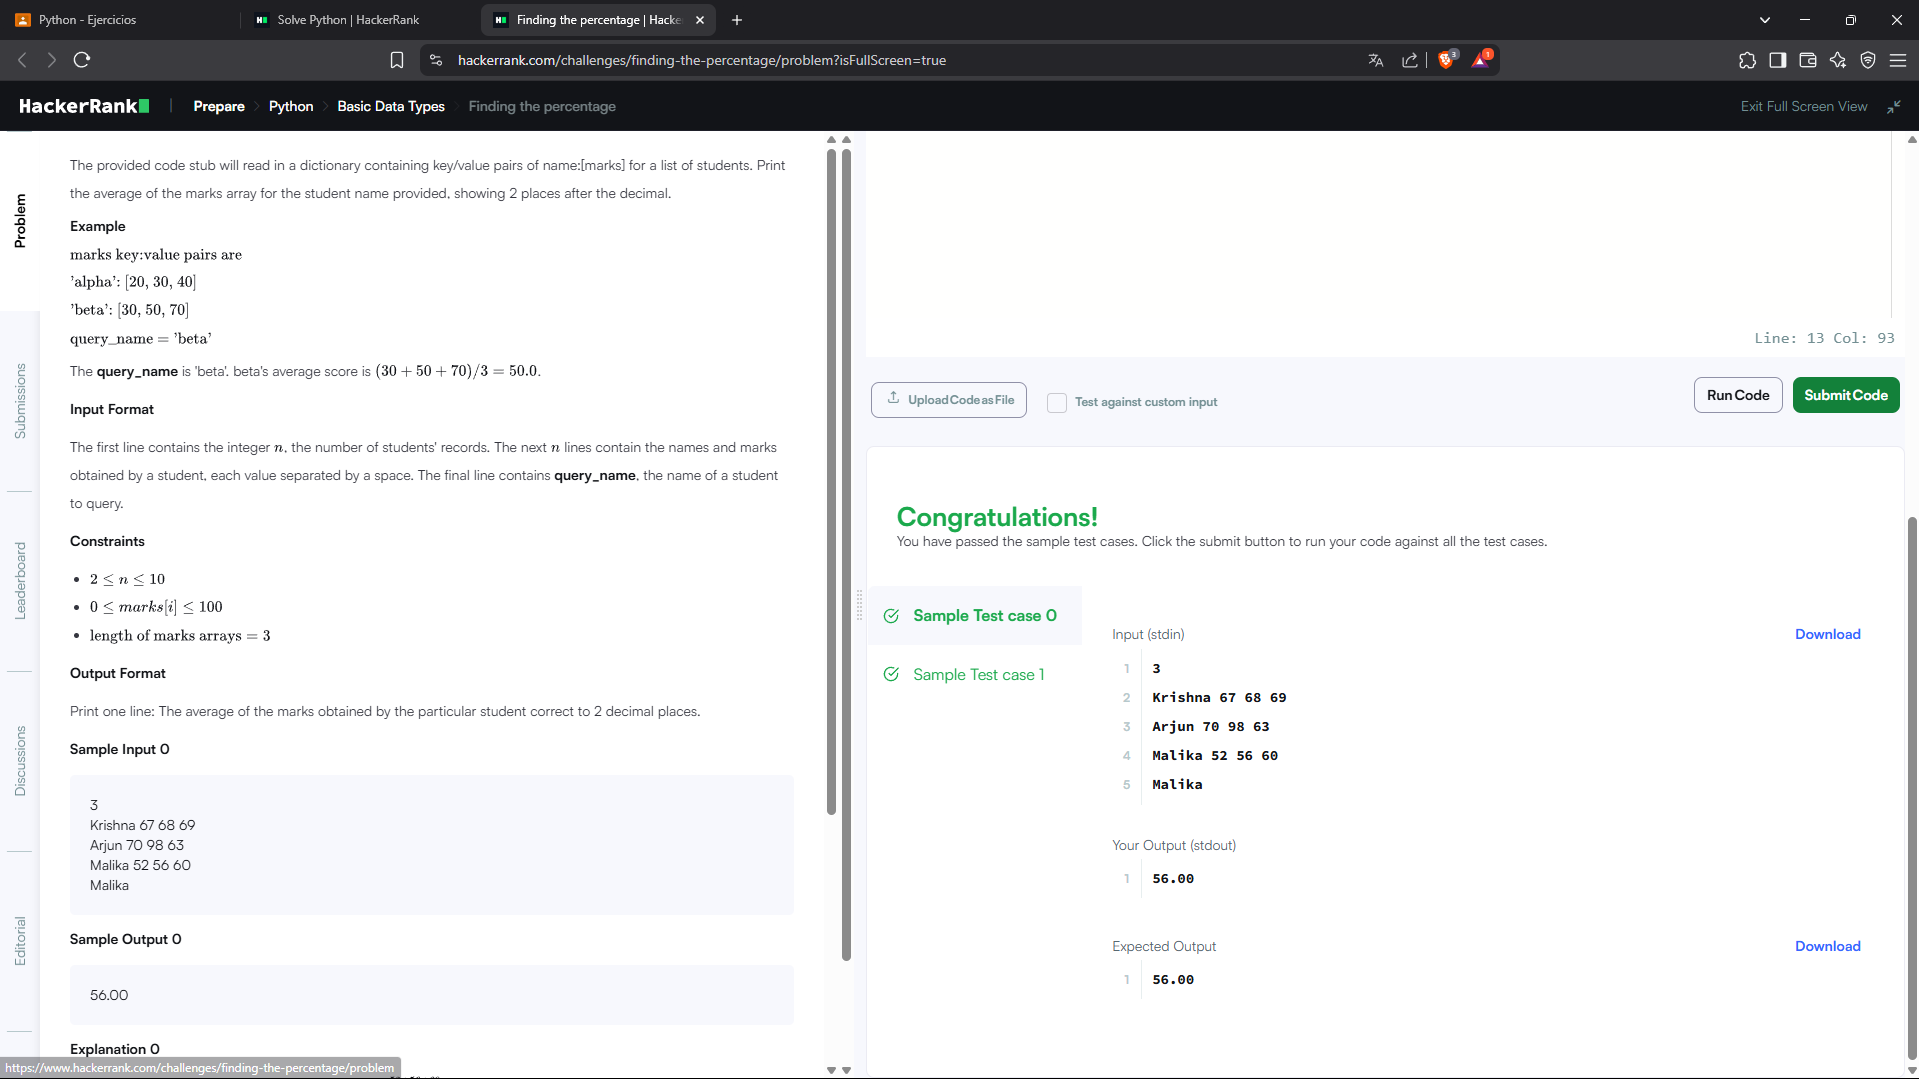 Python - Ejercicios
Solve Python | HackerRank
Finding the percentage | Hacke
hackerrank.com/challenges/finding-the-percentage/problem?isFullScreen=true
3
1
HackerRank
Prepare
Python
Basic Data Types
Finding the percentage
Exit Full Screen View
Problem
Submissions
Leaderboard
Discussions
Editorial
The provided code stub will read in a dictionary containing key/value pairs of name:[marks] for a list of students. Print
the average of the marks array for the student name provided, showing 2 places after the decimal.
Example
marks key:value pairs are
'alpha': [20, 30, 40]
'beta': [30, 50, 70]
query_name = 'beta'
The query_name is 'beta'. beta's average score is (30 + 50 + 70)/3 = 50.0.
Input Format
The first line contains the integer n, the number of students' records. The next n lines contain the names and marks
obtained by a student, each value separated by a space. The final line contains query_name, the name of a student
to query.
Constraints
• 2 ≤ n ≤ 10
• 0 ≤ marks[i] ≤ 100
• length of marks arrays = 3
Output Format
Print one line: The average of the marks obtained by the particular student correct to 2 decimal places.
Sample Input 0
3
Krishna 67 68 69
Arjun 70 98 63
Malika 52 56 60
Malika
Sample Output 0
56.00
Explanation 0
https://www.hackerrank.com/challenges/finding-the-percentage/problem
Line: 13 Col: 93
Upload Code as File
Test against custom input
Run Code
Submit Code
Congratulations!
You have passed the sample test cases. Click the submit button to run your code against all the test cases.
Sample Test case 0
Sample Test case 1
Input (stdin)
Download
1 3
2 Krishna 67 68 69
3 Arjun 70 98 63
4 Malika 52 56 60
5 Malika
Your Output (stdout)
1 56.00
Expected Output
Download
1 56.00